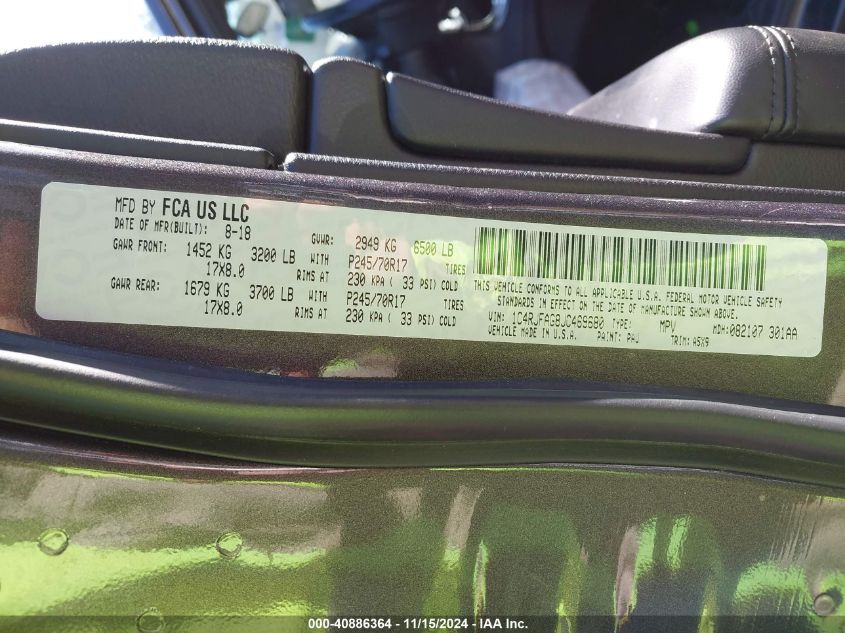 MFD BY FCA US LLC
DATE OF MFR(BUILT): 8-18 GVWR: 2949 KG 6500 LB
GAWR FRONT: 1452 KG 3200 LB WITH P245/70R17 TIRES
17X8.0 RIMS AT 230 KPA ( 33 PSI) COLD
GAWR REAR: 1679 KG 3700 LB WITH P245/70R17 TIRES
17X8.0 RIMS AT 230 KPA ( 33 PSI) COLD
THIS VEHICLE CONFORMS TO ALL APPLICABLE U.S.A. FEDERAL MOTOR VEHICLE SAFETY
STANDARDS IN EFFECT ON THE DATE OF MANUFACTURE SHOWN ABOVE.
VIN: 1C4RJFAG8JC469680 TYPE: MPV MDH:082107 301AA
VEHICLE MADE IN U.S.A. PAINT: PAU TRIM: A5X9
000-40886364 - 11/15/2024 - IAA Inc.